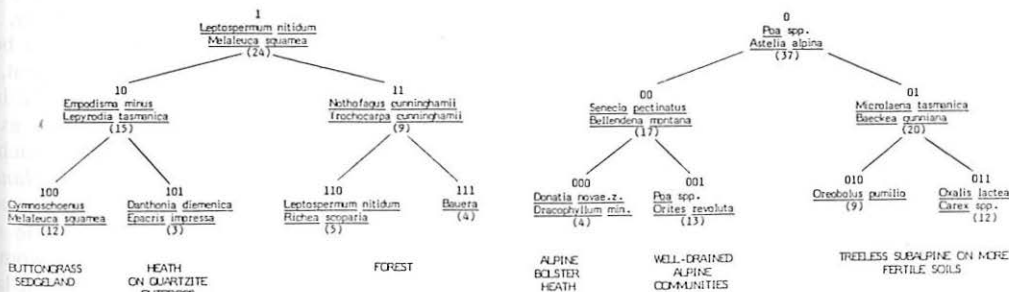 1
Leptospermum nitidum
Melaleuca squamea
(24)
10
Empodisma minus
Lepyrodia tasmanica
(15)
11
Nothofagus cunninghamii
Trochocarpa cunninghamii
(9)
100
Gymnoschoenus
Melaleuca squamea
(12)
101
Danthonia diemenica
Epacris impressa
(3)
110
Leptospermum nitidum
Richea scoparia
(5)
111
Bauera
(4)
BUTTONGRASS
SEDGELAND
HEATH
ON QUARTZITE
FOREST
0
Poa spp.
Astelia alpina
(37)
00
Senecio pectinatus
Bellendena montana
(17)
01
Microlaena tasmanica
Baeckea gunniana
(20)
000
Donatia novae.z.
Dracophyllum min.
(4)
001
Poa spp.
Orites revoluta
(13)
010
Oreobolus pumilio
(9)
011
Oxalis lactea
Carex spp.
(12)
ALPINE
BOLSTER
HEATH
WELL-DRAINED
ALPINE
COMMUNITIES
TREELESS SUBALPINE ON MORE
FERTILE SOILS